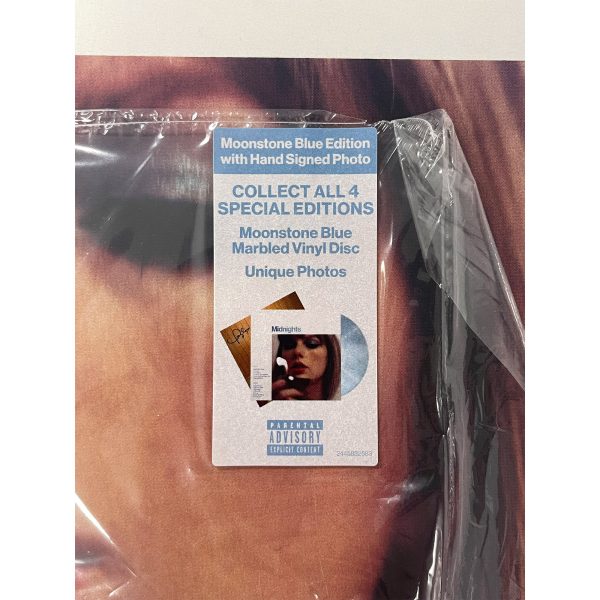 Moonstone Blue Edition
with Hand Signed Photo
COLLECT ALL 4
SPECIAL EDITIONS
Moonstone Blue
Marbled Vinyl Disc
Unique Photos
Midnights
PARENTAL
ADVISORY
EXPLICIT CONTENT